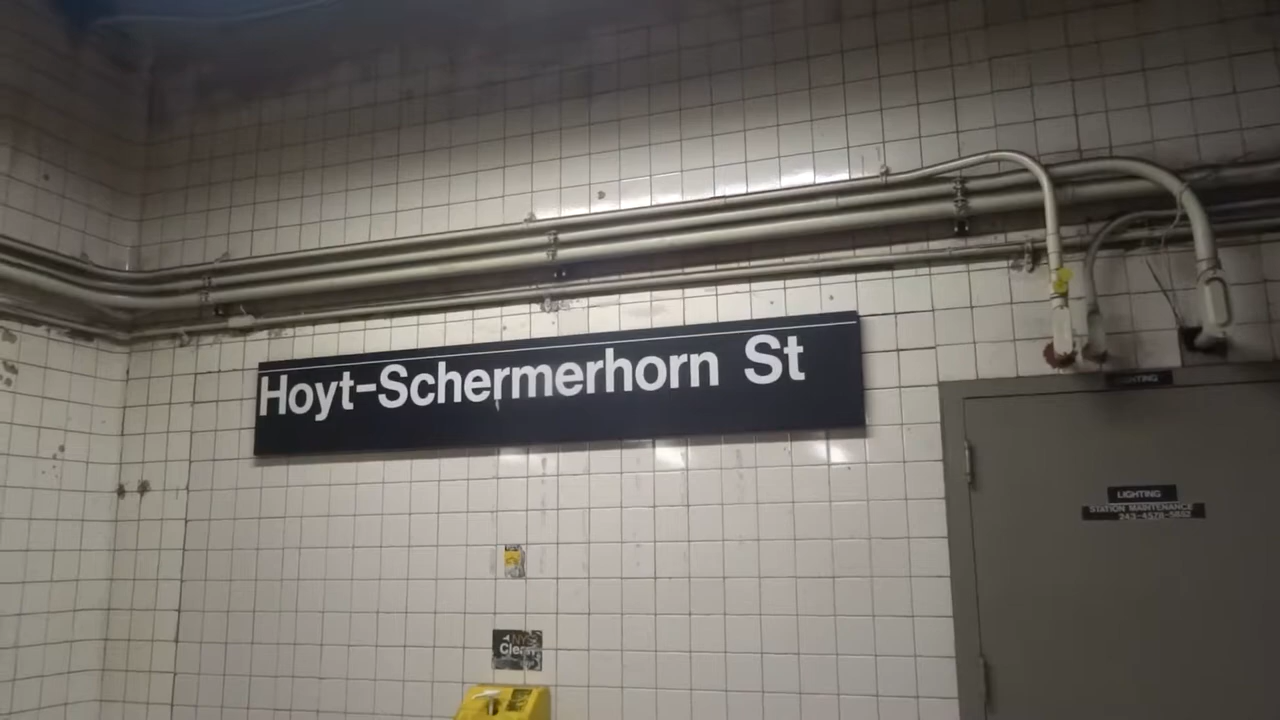 Hoyt-Schermerhorn St
LIGHTING
LIGHTING
STATION MAINTENANCE
Clean